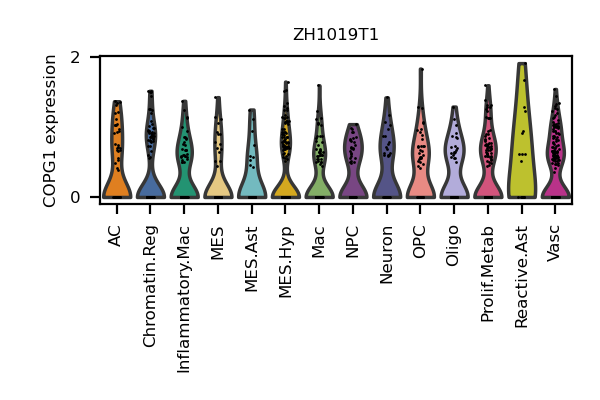 ZH1019T1
COPG1 expression
2
0
AC
Chromatin.Reg
Inflammatory.Mac
MES
MES.Ast
MES.Hyp
Mac
NPC
Neuron
OPC
Oligo
Prolif.Metab
Reactive.Ast
Vasc